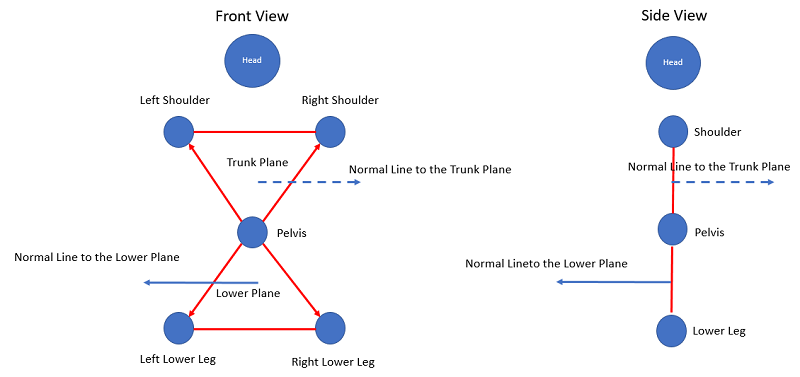 Front View
Side View
Head
Head
Left Shoulder
Right Shoulder
Shoulder
Trunk Plane
Normal Line to the Trunk Plane
Normal Line to the Trunk Plane
Pelvis
Pelvis
Normal Line to the Lower Plane
Normal Lineto the Lower Plane
Lower Plane
Left Lower Leg
Right Lower Leg
Lower Leg